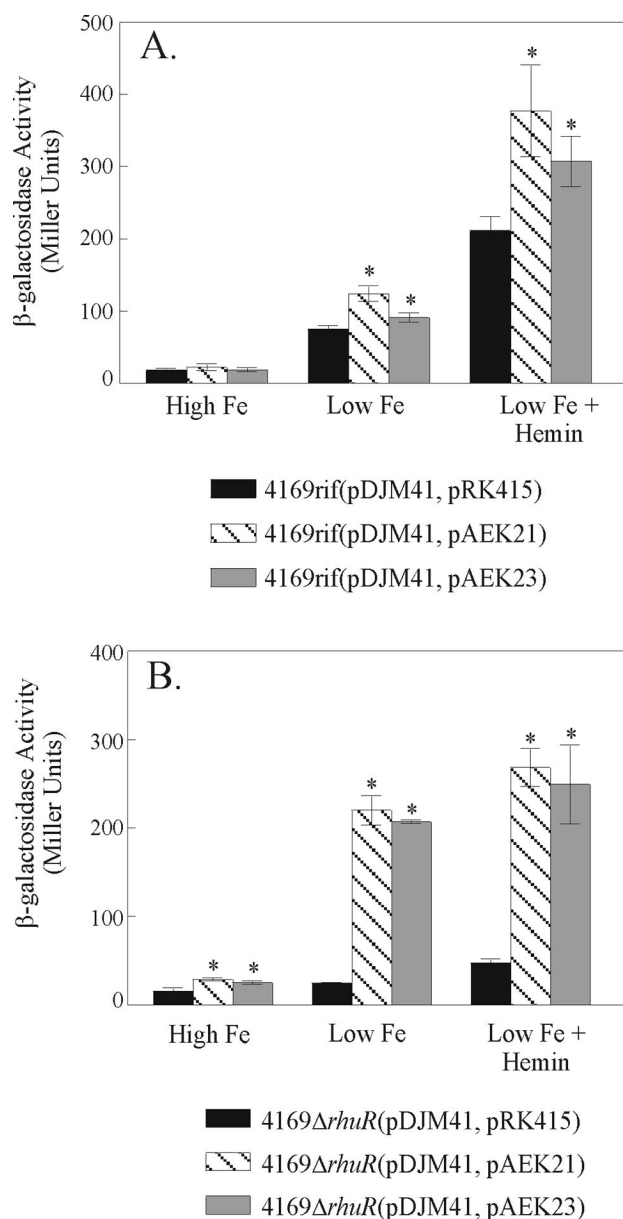 A.
β-galactosidase Activity
(Miller Units)
500
400
300
200
100
0
* * * *
High Fe Low Fe Low Fe +
Hemin
4169rif(pDJM41, pRK415)
4169rif(pDJM41, pAEK21)
4169rif(pDJM41, pAEK23)
B.
β-galactosidase Activity
(Miller Units)
400
300
200
100
0
* * * * * *
High Fe Low Fe Low Fe +
Hemin
4169ΔrhuR(pDJM41, pRK415)
4169ΔrhuR(pDJM41, pAEK21)
4169ΔrhuR(pDJM41, pAEK23)